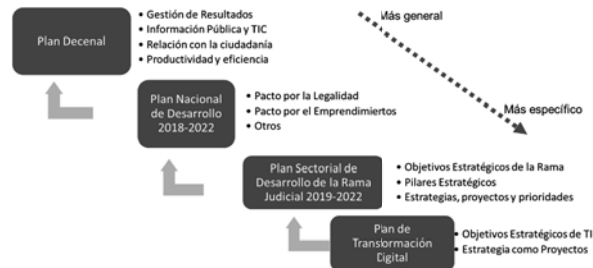 Plan Decenal
• Gestión de Resultados
• Información Pública y TIC
• Relación con la ciudadanía
• Productividad y eficiencia
Más general
Más específico
Plan Nacional
de Desarrollo
2018-2022
• Pacto por la Legalidad
• Pacto por el Emprendimientos
• Otros
Plan Sectorial de
Desarrollo de la Rama
Judicial 2019-2022
• Objetivos Estratégicos de la Rama
• Pilares Estratégicos
• Estrategias, proyectos y prioridades
Plan de
Transformación
Digital
• Objetivos Estratégicos de TI
• Estrategia como Proyectos